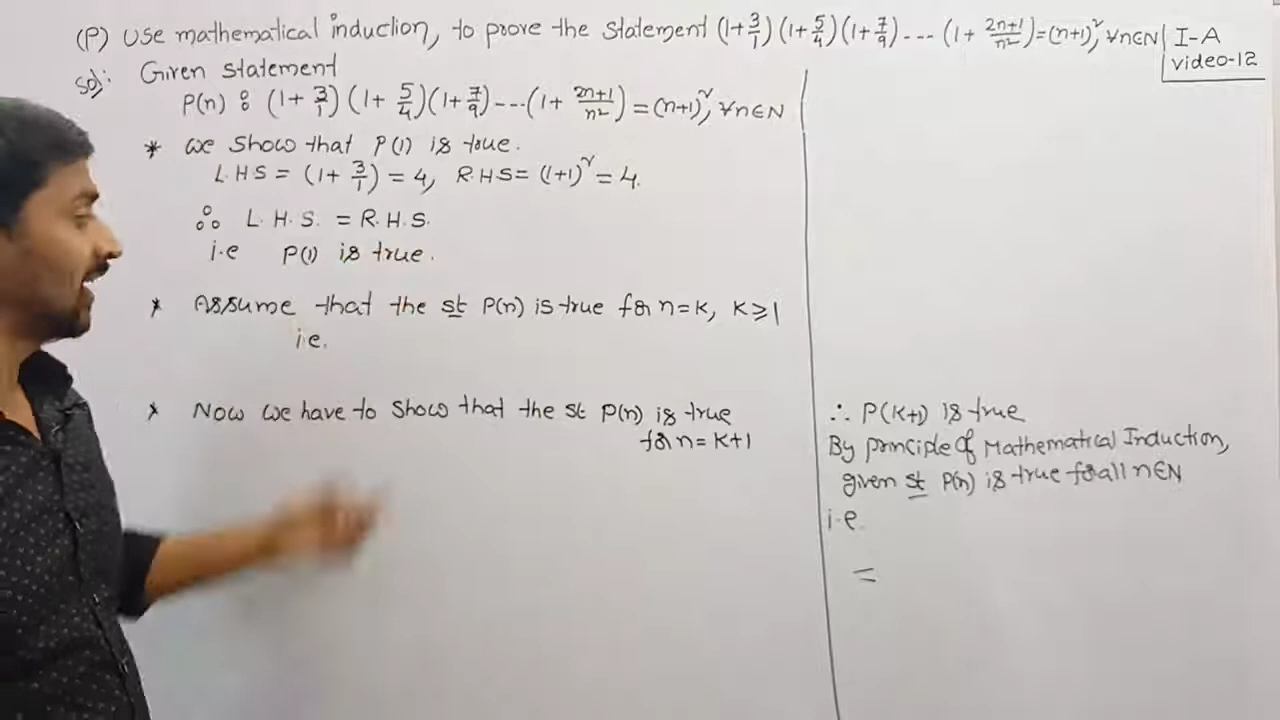 (P) Use mathematical induction, to prove the statement (1+3/1)(1+5/4)(1+7/9)---(1+(2n+1)/n²)=(n+1)², ∀n∈N
I-A
video-12
Sol: Given statement
P(n) : (1+3/1)(1+5/4)(1+7/9)---(1+(2n+1)/n²)=(n+1)², ∀n∈N
* we show that P(1) is true.
L.H.S = (1+3/1) = 4, R.H.S = (1+1)² = 4.
∴ L.H.S. = R.H.S.
i.e P(1) is true.
* Assume that the st P(n) is true for n=k, k≥1
i.e.
* Now we have to show that the st P(n) is true
for n=k+1
∴ P(k+1) is true
By principle of Mathematical Induction,
given st P(n) is true for all n∈N
i.e.
=